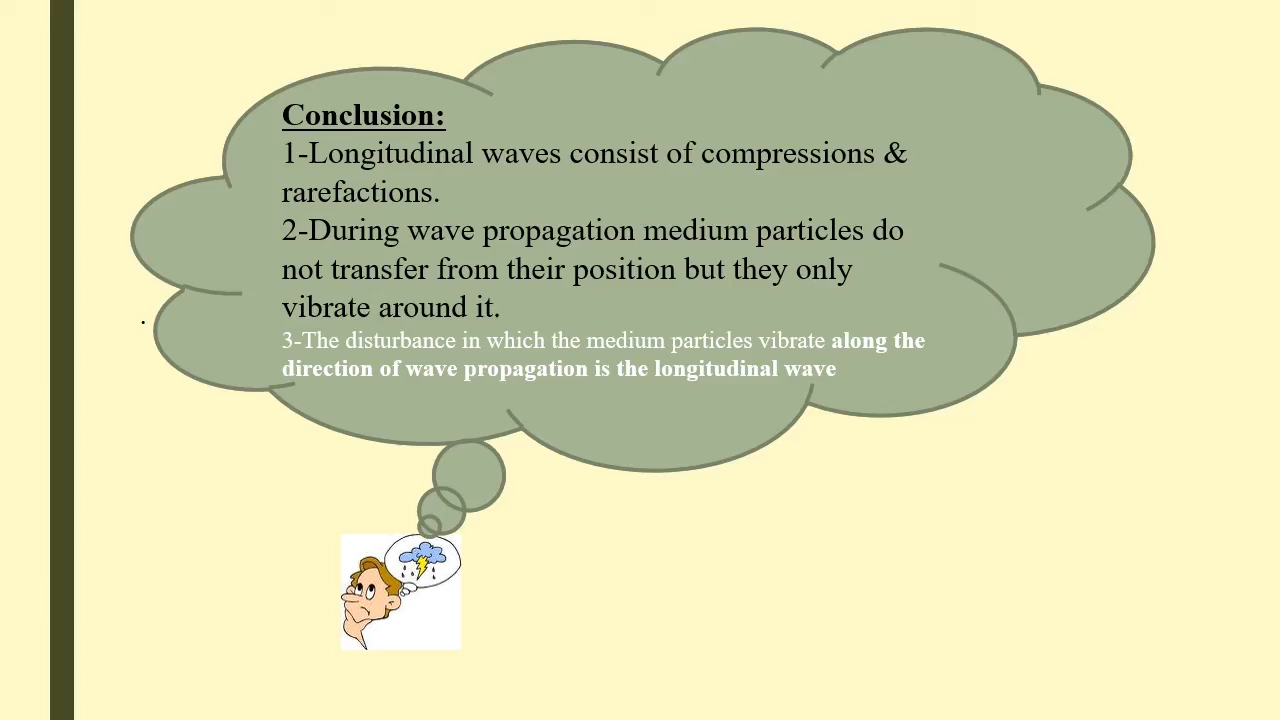 Conclusion:
1-Longitudinal waves consist of compressions &
rarefactions.
2-During wave propagation medium particles do
not transfer from their position but they only
vibrate around it.
3-The disturbance in which the medium particles vibrate along the
direction of wave propagation is the longitudinal wave
.